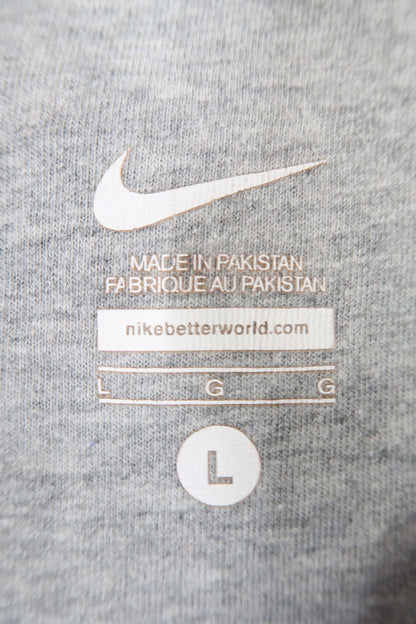 MADE IN PAKISTAN
FABRIQUE AU PAKISTAN
nikebetterworld.com
L G G
L